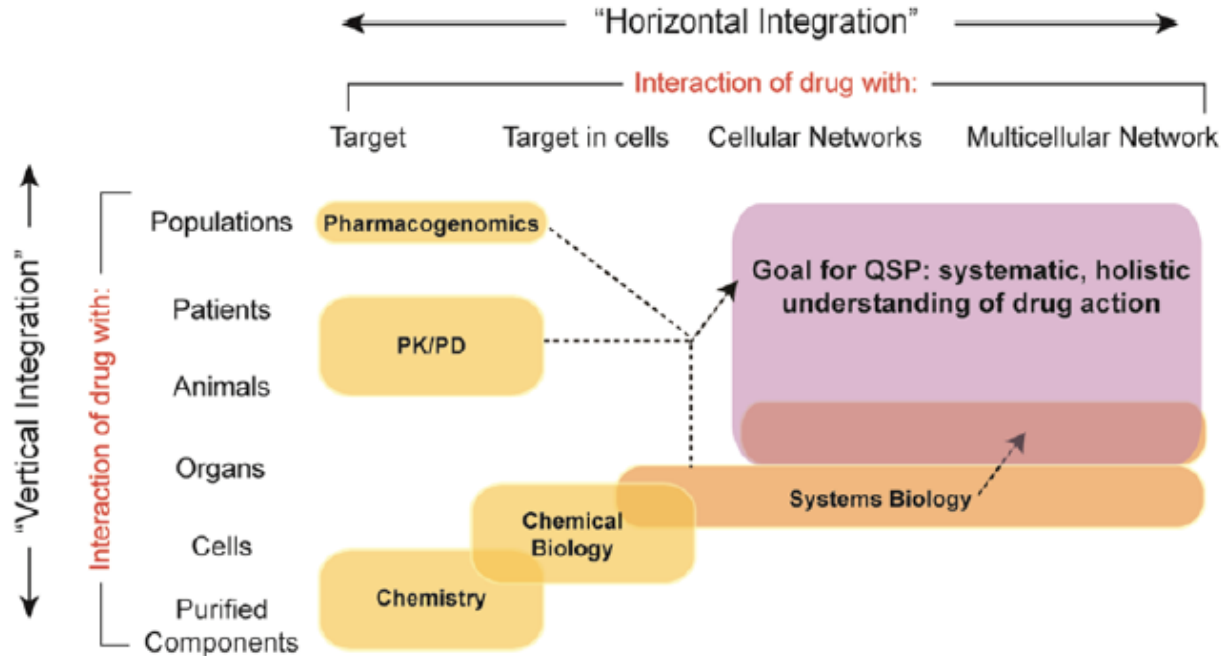 “Horizontal Integration”
Interaction of drug with:
Target
Target in cells
Cellular Networks
Multicellular Network
“Vertical Integration”
Interaction of drug with:
Populations
Patients
Animals
Organs
Cells
Purified
Components
Pharmacogenomics
PK/PD
Chemical
Biology
Chemistry
Goal for QSP: systematic, holistic
understanding of drug action
Systems Biology